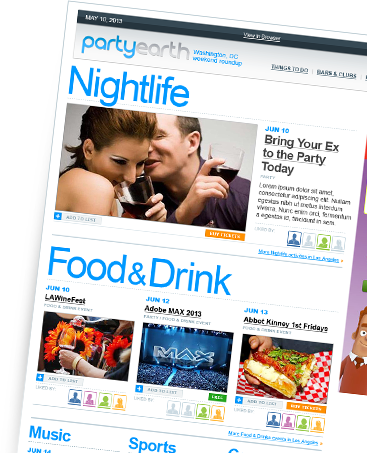 MAY 10, 2013
View in Browser
partyearth
Washington, DC
weekend roundup
THINGS TO DO | BARS & CLUBS |
Nightlife
JUN 10
Bring Your Ex
to the Party
Today
PARTY
Lorem ipsum dolor sit amet,
consectetur adipiscing elit. Nullam
egestas nibh ut metus interdum
viverra. Nunc enim orci, fermentum
a egestas id, tincidunt in sem.
LIKED BY:
+ ADD TO LIST
BUY TICKETS
More Nightlife events in Los Angeles
Food & Drink
JUN 10
LAWineFest
FOOD & DRINK EVENT
JUN 12
Adobe MAX 2013
PARTY / FOOD & DRINK EVENT
JUN 13
Abbot Kinney 1st Fridays
FOOD & DRINK EVENT
MAX
+ ADD TO LIST
LIKED BY:
+ ADD TO LIST
FREE
LIKED BY:
+ ADD TO LIST
BUY TICKETS
LIKED BY:
More Food & Drinks events in Los Angeles
Music
Sports
JUN 14